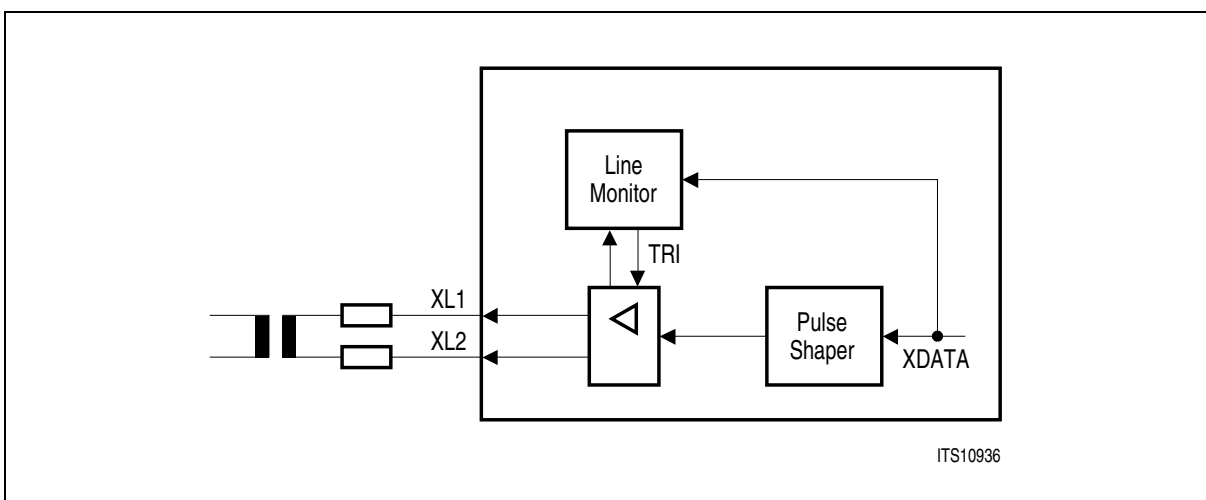 Line
Monitor
TRI
XL1
XL2
Pulse
Shaper
XDATA
ITS10936